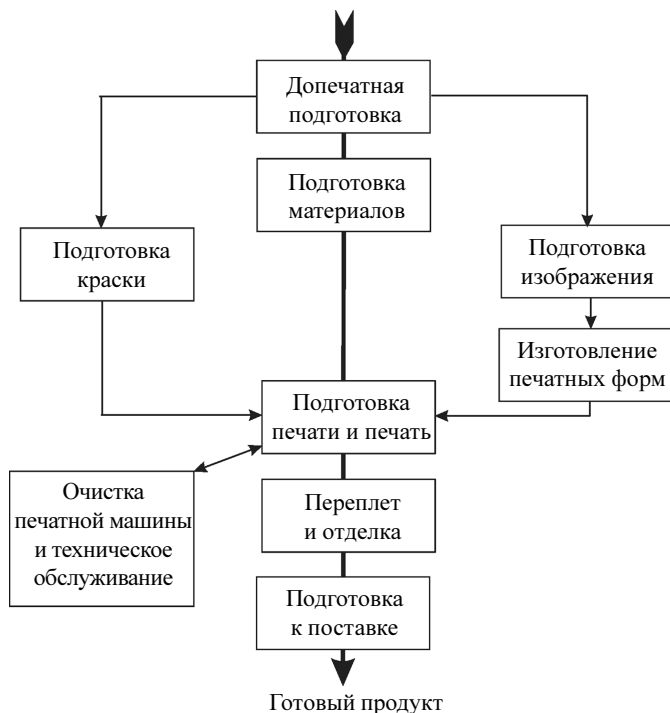 Допечатная
подготовка
Подготовка
материалов
Подготовка
краски
Подготовка
изображения
Изготовление
печатных форм
Подготовка
печати и печать
Очистка
печатной машины
и техническое
обслуживание
Переплет
и отделка
Подготовка
к поставке
Готовый продукт